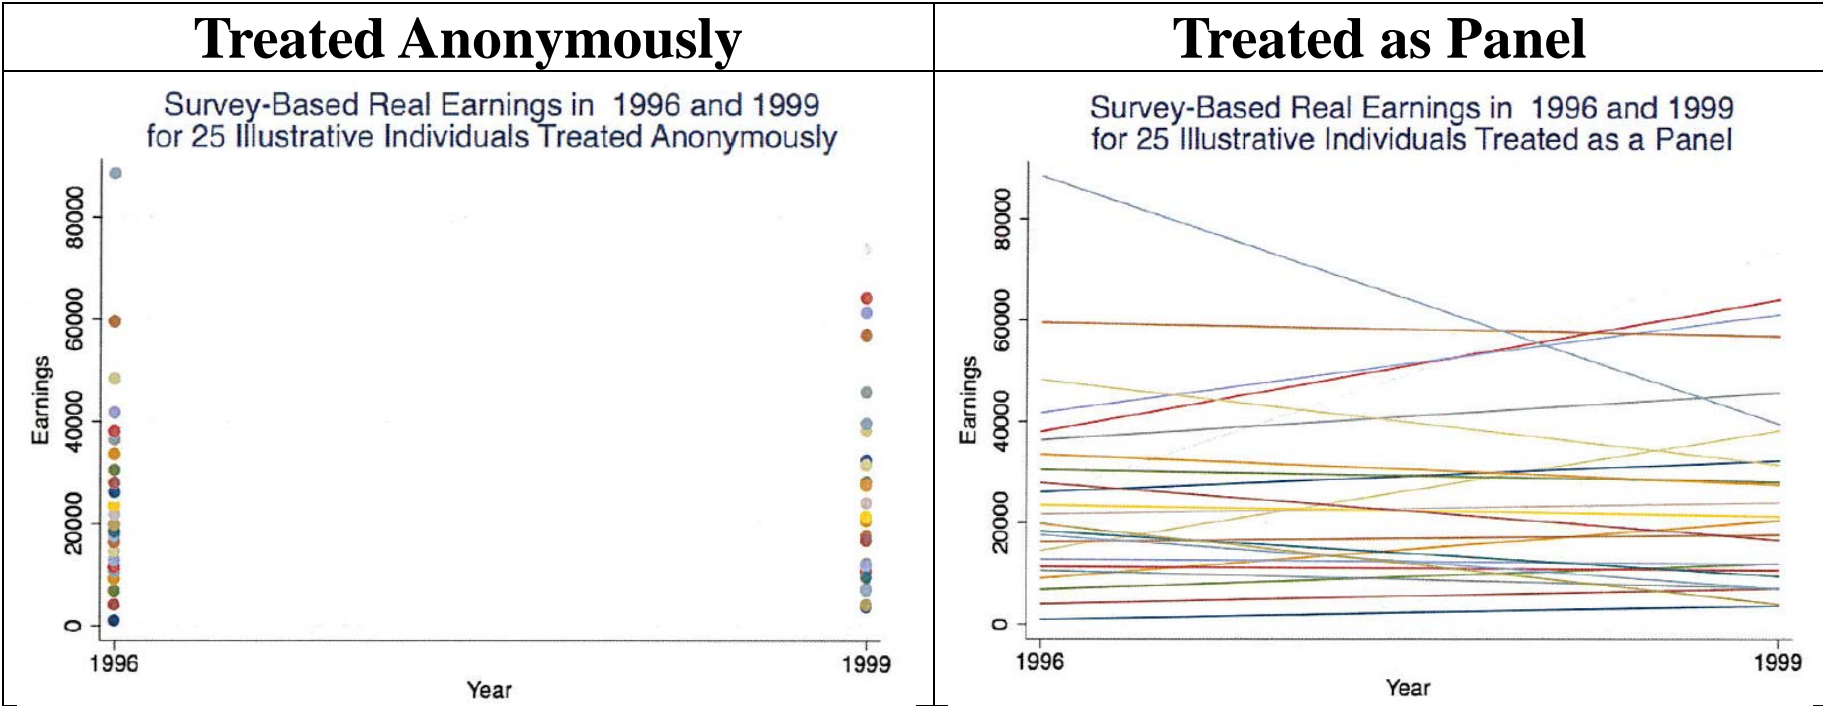 Treated Anonymously
Survey-Based Real Earnings in 1996 and 1999
for 25 Illustrative Individuals Treated Anonymously
80000
60000
40000
20000
0
Earnings
1996
1999
Year
Treated as Panel
Survey-Based Real Earnings in 1996 and 1999
for 25 Illustrative Individuals Treated as a Panel
80000
60000
40000
20000
0
Earnings
1996
1999
Year